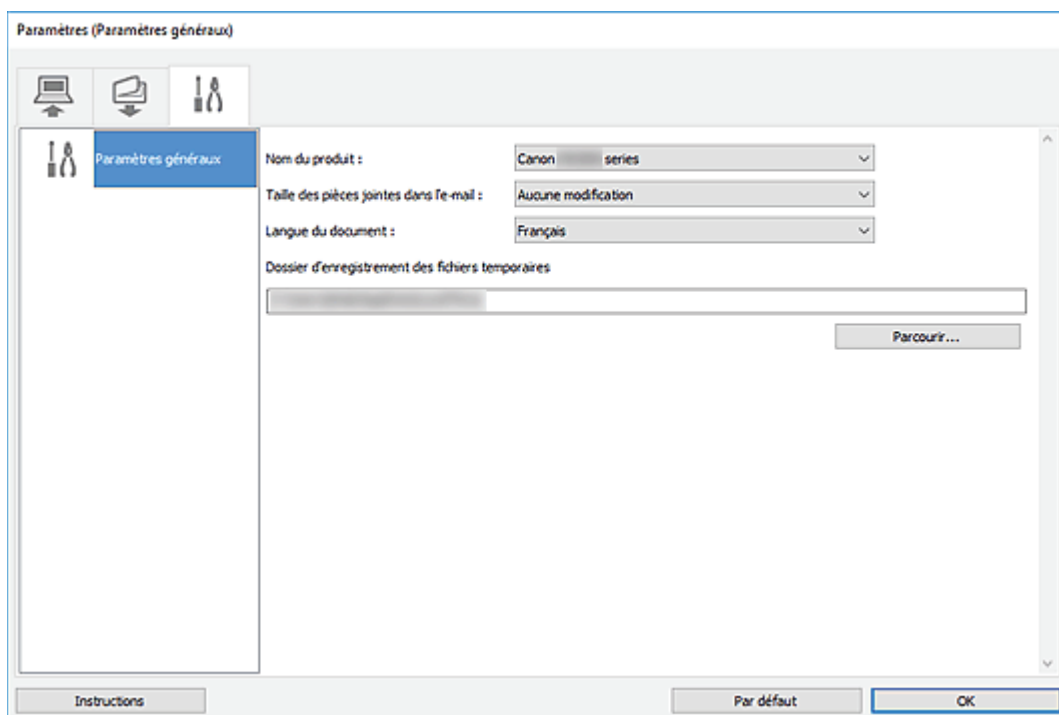 Paramètres (Paramètres généraux)
Paramètres généraux
Nom du produit :
Canon series
Taille des pièces jointes dans l'e-mail :
Aucune modification
Langue du document :
Français
Dossier d'enregistrement des fichiers temporaires
Parcourir...
Instructions
Par défaut
OK